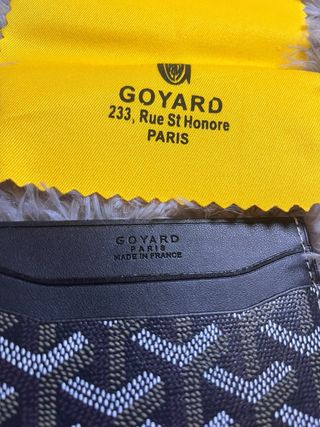 GOYARD
233, Rue St Honore
PARIS
GOYARD
PARIS
MADE IN FRANCE